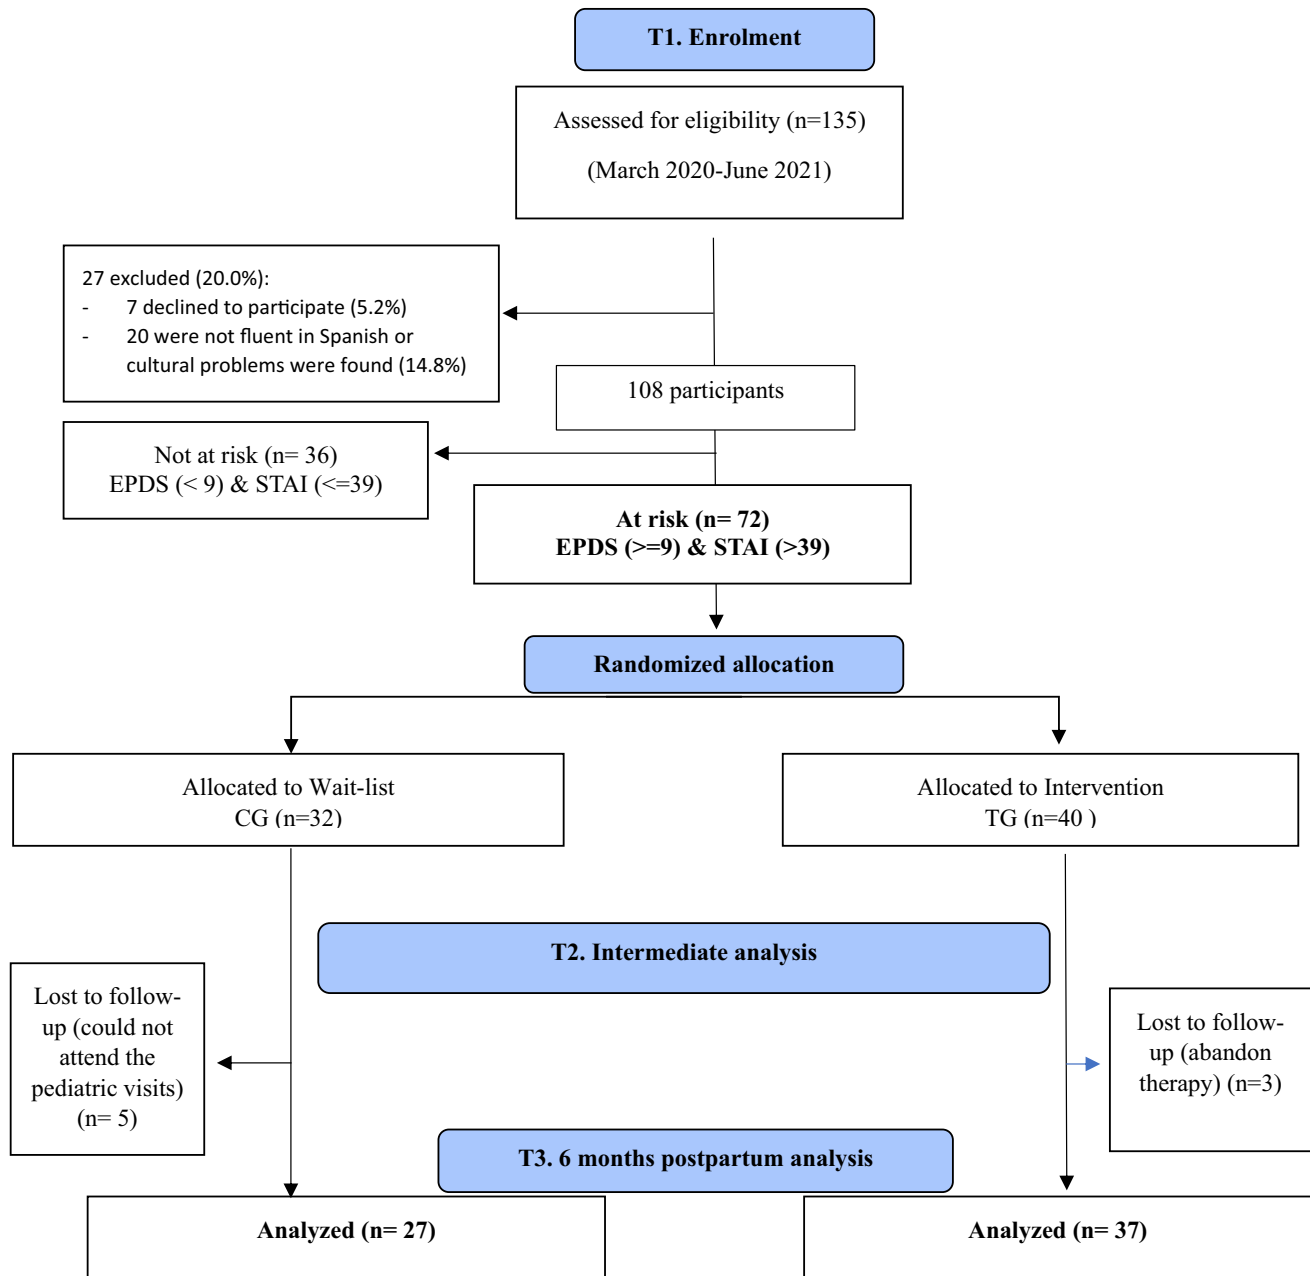 T1. Enrolment
Assessed for eligibility (n=135)
(March 2020-June 2021)
27 excluded (20.0%):
- 7 declined to participate (5.2%)
- 20 were not fluent in Spanish or
cultural problems were found (14.8%)
108 participants
Not at risk (n= 36)
EPDS (< 9) & STAI (<=39)
At risk (n= 72)
EPDS (>=9) & STAI (>39)
Randomized allocation
Allocated to Wait-list
CG (n=32)
Allocated to Intervention
TG (n=40 )
T2. Intermediate analysis
Lost to follow-
up (could not
attend the
pediatric visits)
(n= 5)
Lost to follow-
up (abandon
therapy) (n=3)
T3. 6 months postpartum analysis
Analyzed (n= 27)
Analyzed (n= 37)